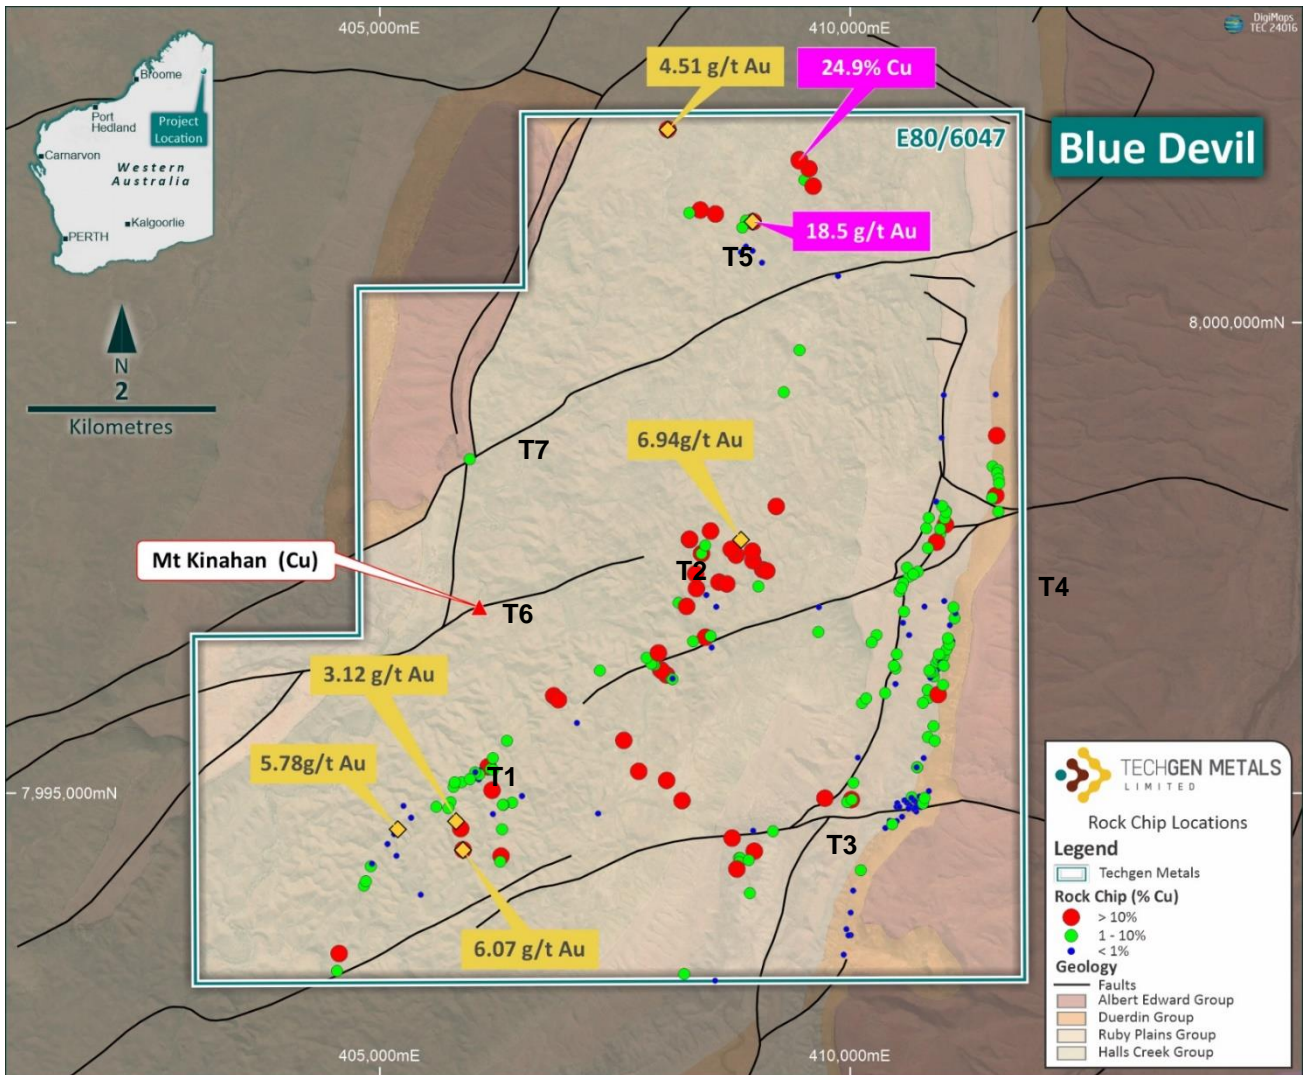 405,000mE
410,000mE
DigiMaps
TEC 24016
Broome
Port
Hedland
Project
Location
Carnarvon
Western
Australia
Kalgoorlie
PERTH
4.51 g/t Au
24.9% Cu
E80/6047
Blue Devil
18.5 g/t Au
T5
8,000,000mN
N
2
Kilometres
6.94g/t Au
T7
Mt Kinahan (Cu)
T2
T4
T6
3.12 g/t Au
5.78g/t Au
T1
7,995,000mN
T3
6.07 g/t Au
TECHGEN METALS
LIMITED
Rock Chip Locations
Legend
Techgen Metals
Rock Chip (% Cu)
> 10%
1 - 10%
< 1%
Geology
Faults
Albert Edward Group
Duerdin Group
Ruby Plains Group
Halls Creek Group
405,000mE
410,000mE